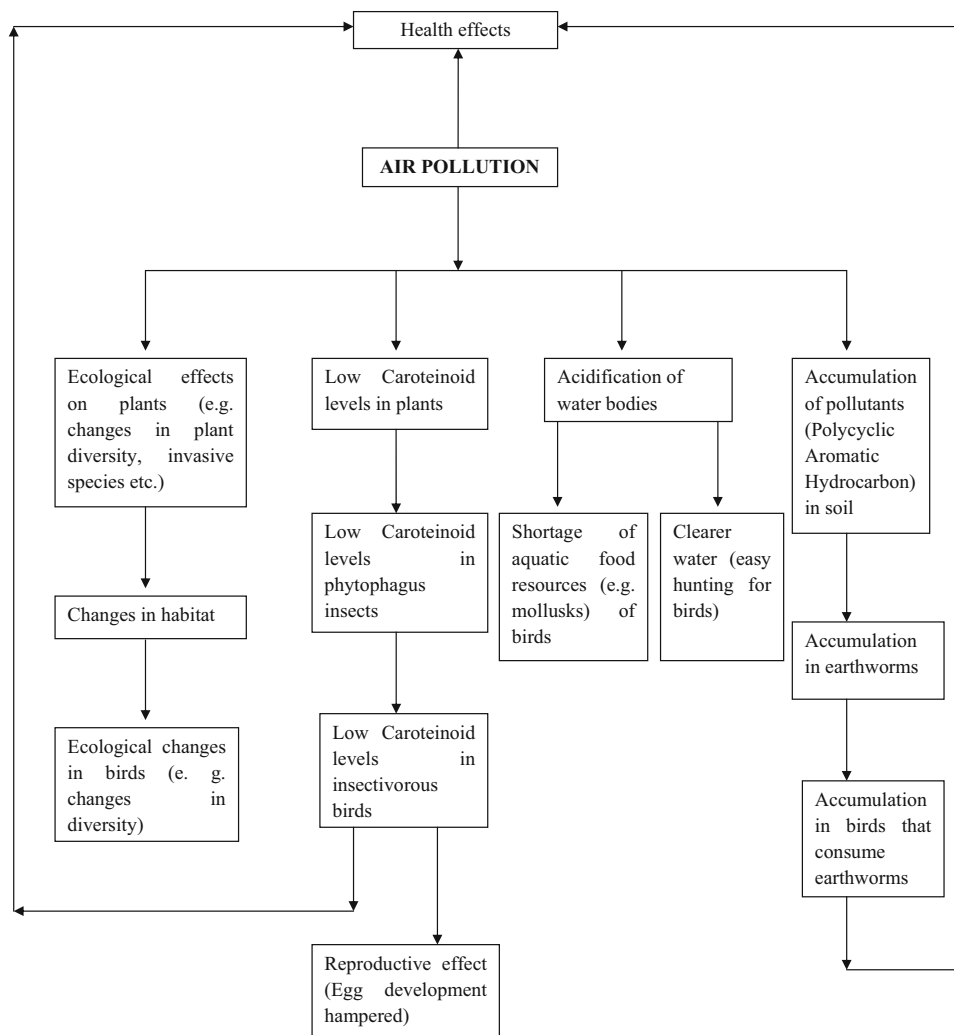 Health effects
AIR POLLUTION
Ecological effects
on plants (e.g.
changes in plant
diversity, invasive
species etc.)
Low Caroteinoid
levels in plants
Acidification of
water bodies
Accumulation
of pollutants
(Polycyclic
Aromatic
Hydrocarbon)
in soil
Low Caroteinoid
levels in
phytophagus
insects
Shortage of
aquatic food
resources (e.g.
mollusks) of
birds
Clearer
water (easy
hunting for
birds)
Changes in habitat
Accumulation
in earthworms
Ecological changes
in birds (e. g.
changes in
diversity)
Low Caroteinoid
levels in
insectivorous
birds
Accumulation
in birds that
consume
earthworms
Reproductive effect
(Egg development
hampered)